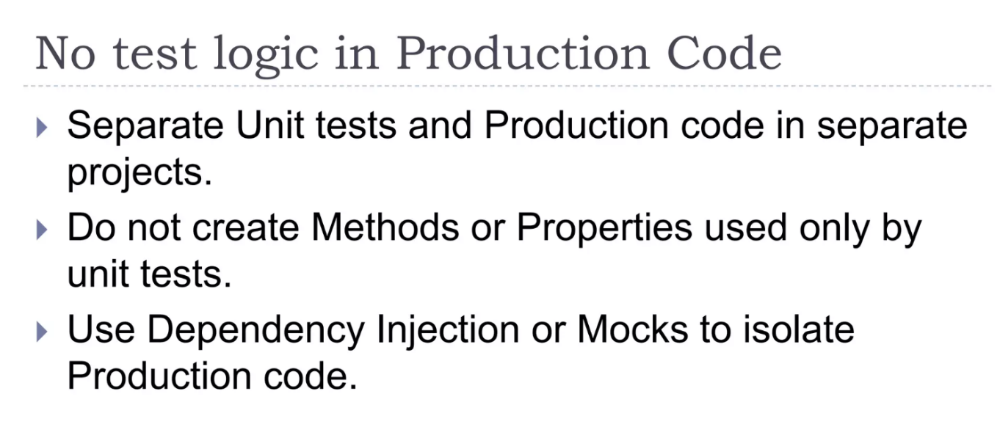 No test logic in Production Code
Separate Unit tests and Production code in separate
projects.
Do not create Methods or Properties used only by
unit tests.
Use Dependency Injection or Mocks to isolate
Production code.